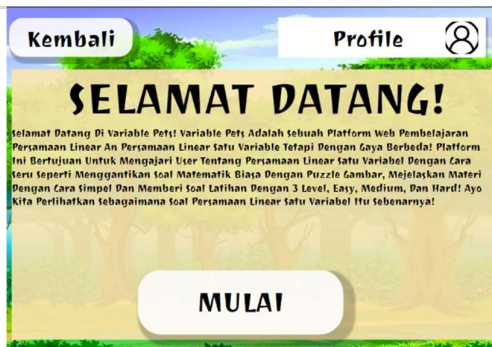 Kembali
Profile
SELAMAT DATANG!
Selamat Datang Di Variable Pets! Variable Pets Adalah Sebuah Platform Web Pembelajaran
Persamaan Linear An Persamaan Linear Satu Variable Tetapi Dengan Gaya Berbeda! Platform
Ini Bertujuan Untuk Mengajari User Tentang Persamaan Linear Satu Variabel Dengan Cara
Seru Seperti Menggantikan Soal Matematik Biasa Dengan Puzzle Gambar, Mejelaskan Materi
Dengan Cara Simpel Dan Memberi Soal Latihan Dengan 3 Level, Easy, Medium, Dan Hard! Ayo
Kita Perlihatkan Sebagaimana Soal Persamaan Linear Satu Variabel Itu Sebenarnya!
MULAI